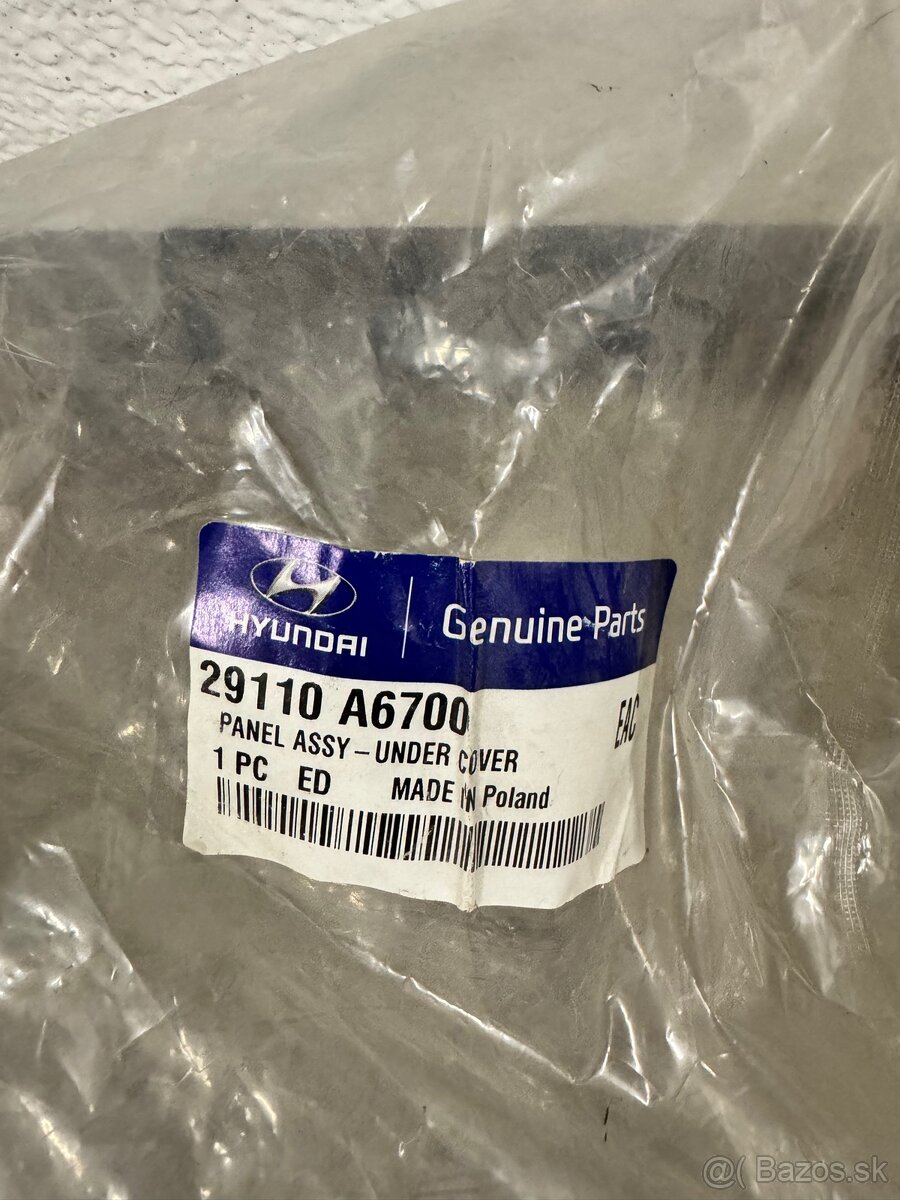 HYUNDAI
Genuine Parts
29110 A6700
EAC
PANEL ASSY-UNDER COVER
1 PC ED MADE IN Poland
@( Bazos.sk